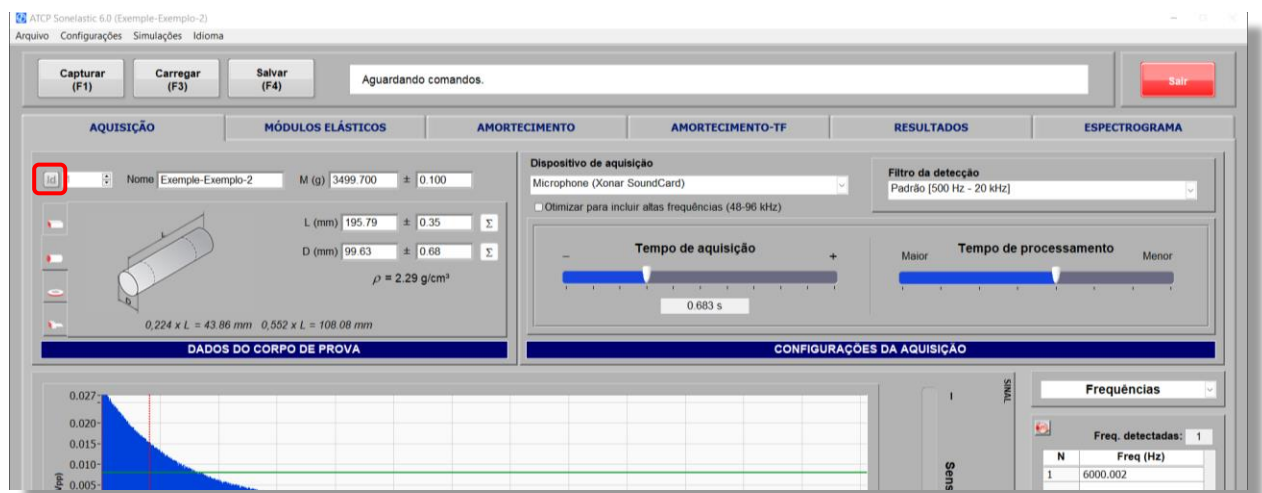 ATCP Sonelastic 6.0 (Exemple-Exemplo-2)
Arquivo Configurações Simulações Idioma
Capturar (F1) Carregar (F3) Salvar (F4) Aguardando comandos. Sair
AQUISIÇÃO MÓDULOS ELÁSTICOS AMORTECIMENTO AMORTECIMENTO-TF RESULTADOS ESPECTROGRAMA
Id Nome Exemple-Exemplo-2 M (g) 3499.700 ± 0.100
L (mm) 195.79 ± 0.35 Σ
D (mm) 99.63 ± 0.68 Σ
ρ = 2.29 g/cm³
L
D
0,224 x L = 43.86 mm 0,552 x L = 108.08 mm
DADOS DO CORPO DE PROVA
Dispositivo de aquisição
Microphone (Xonar SoundCard)
Otimizar para incluir altas frequências (48-96 kHz)
Filtro da detecção
Padrão [500 Hz - 20 kHz]
− Tempo de aquisição +
0.683 s
Maior Tempo de processamento Menor
CONFIGURAÇÕES DA AQUISIÇÃO
0.027
0.020
0.015
0.010
0.005
SINAL
Frequências
Freq. detectadas: 1
N Freq (Hz)
1 6000.002